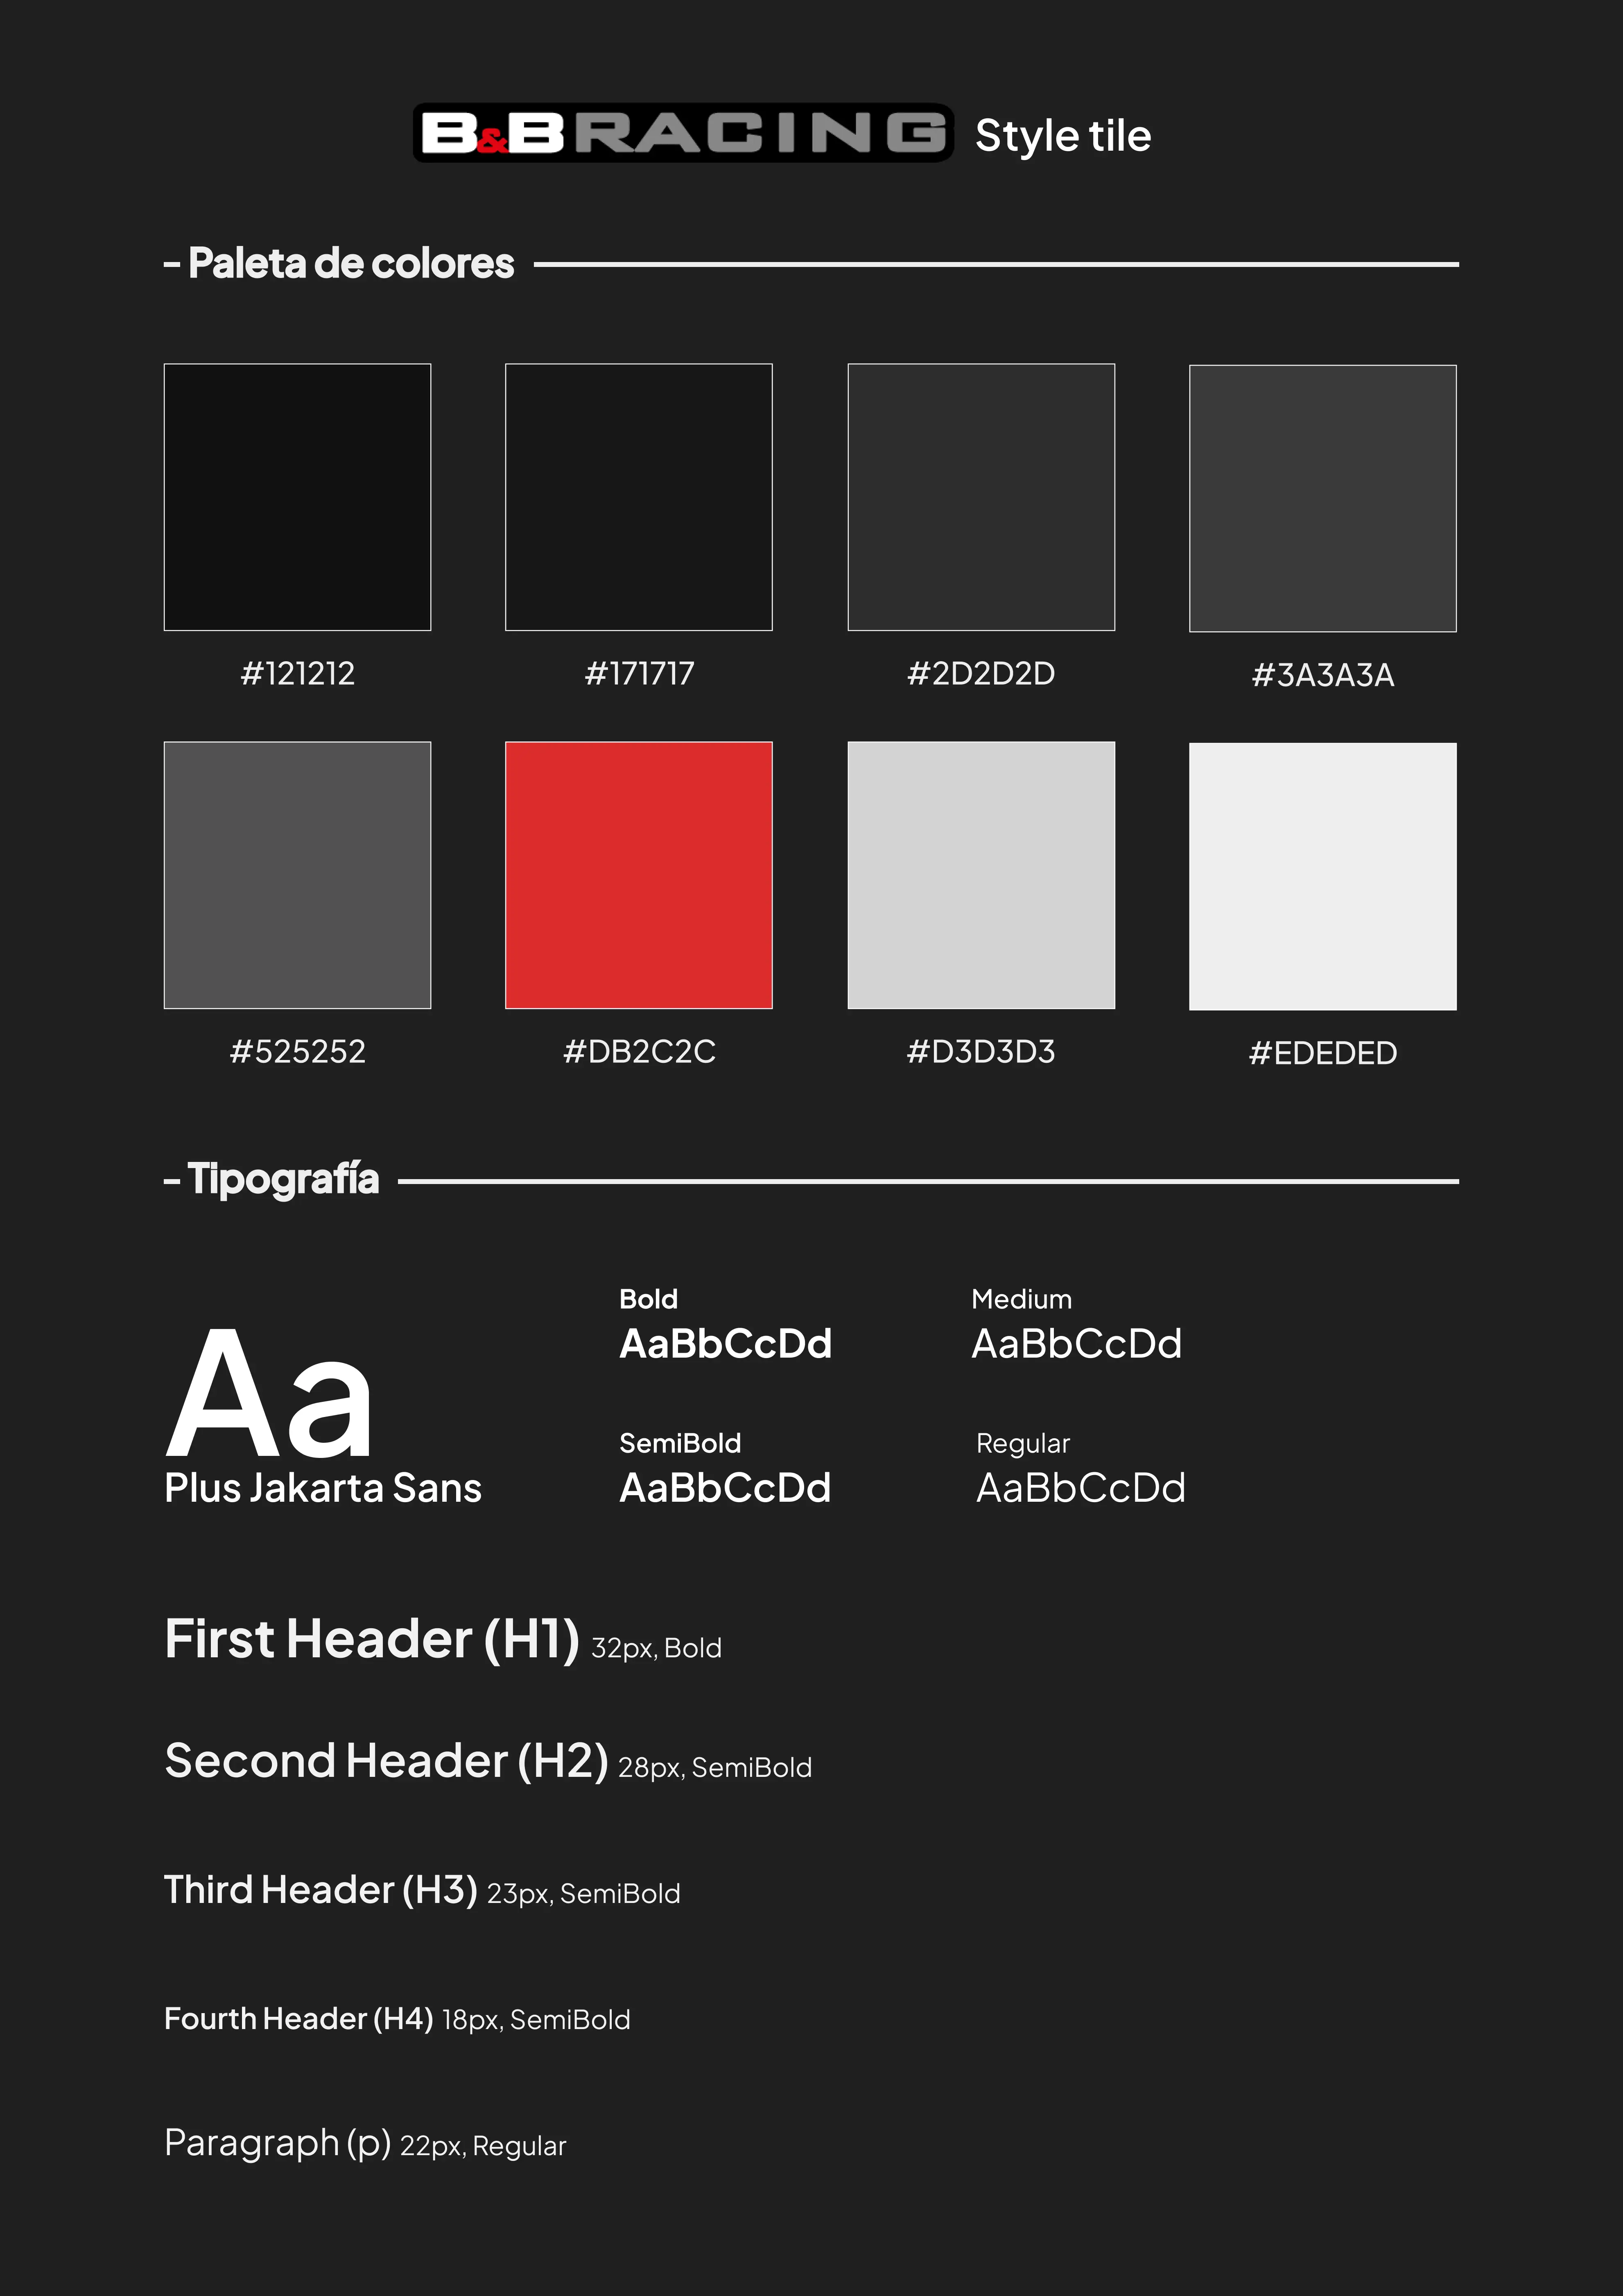 B&BRACING Style tile
- Paleta de colores
#121212 #171717 #2D2D2D #3A3A3A
#525252 #DB2C2C #D3D3D3 #EDEDED
- Tipografía
Aa
Plus Jakarta Sans
Bold
AaBbCcDd
Medium
AaBbCcDd
SemiBold
AaBbCcDd
Regular
AaBbCcDd
First Header (H1) 32px, Bold
Second Header (H2) 28px, SemiBold
Third Header (H3) 23px, SemiBold
Fourth Header (H4) 18px, SemiBold
Paragraph (p) 22px, Regular